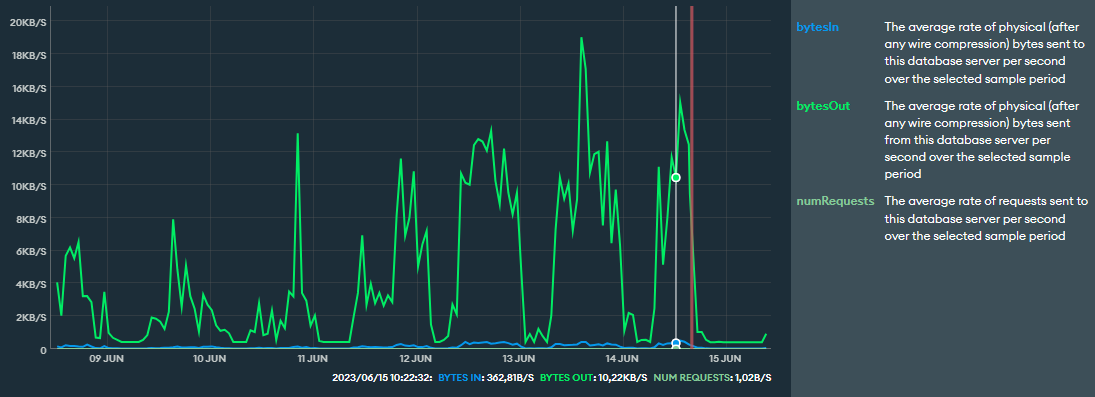 20KB/S
18KB/S
16KB/S
14KB/S
12KB/S
10KB/S
8KB/S
6KB/S
4KB/S
2KB/S
0
09 JUN 10 JUN 11 JUN 12 JUN 13 JUN 14 JUN 15 JUN
2023/06/15 10:22:32: BYTES IN: 362,81B/S BYTES OUT: 10,22KB/S NUM REQUESTS: 1,02B/S
bytesIn The average rate of physical (after
any wire compression) bytes sent to
this database server per second
over the selected sample period
bytesOut The average rate of physical (after
any wire compression) bytes sent
from this database server per
second over the selected sample
period
numRequests The average rate of requests sent to
this database server per second
over the selected sample period